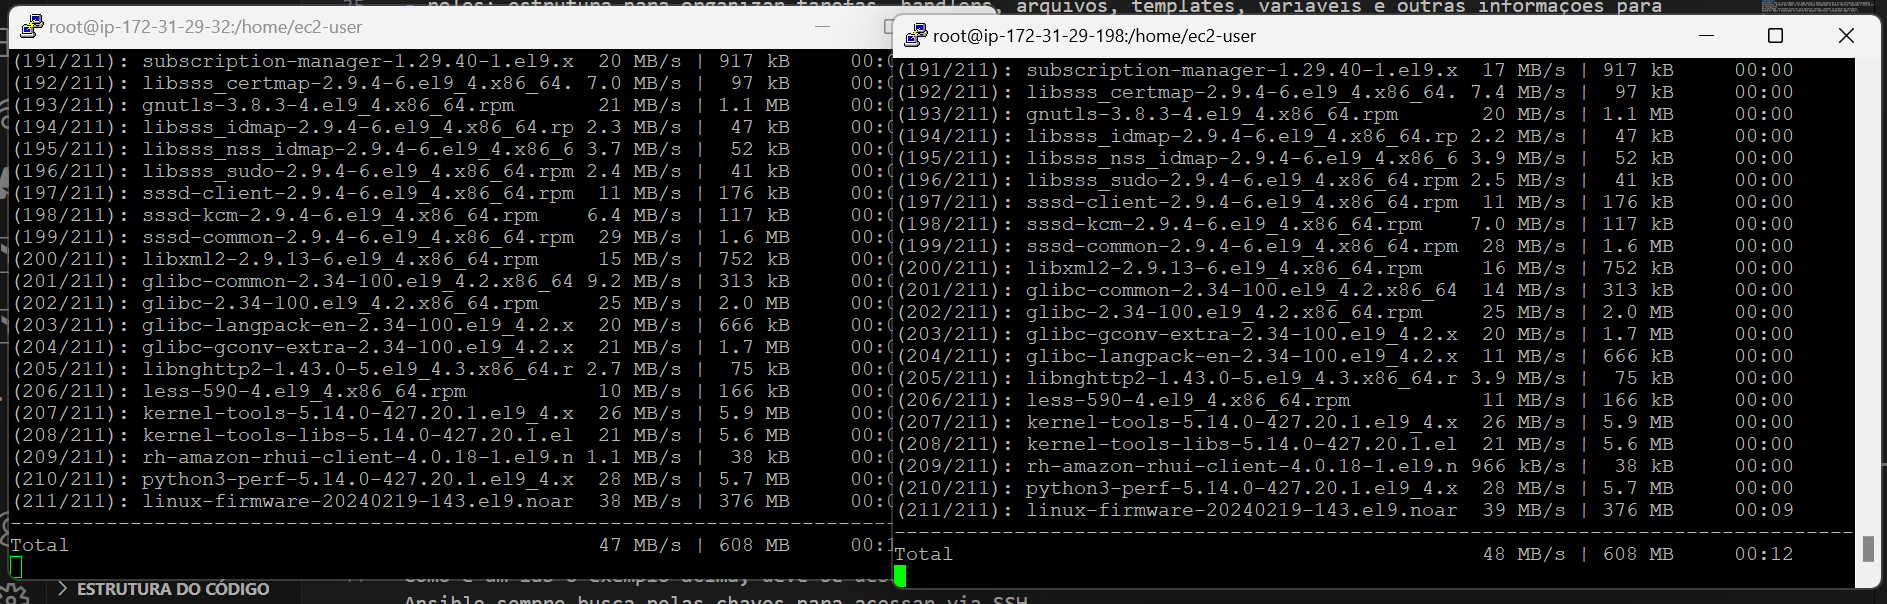 roles: estrutura para organizar tarefas, handlers, arquivos, templates, variáveis e outras informações para
root@ip-172-31-29-32:/home/ec2-user
(191/211): subscription-manager-1.29.40-1.el9.x 20 MB/s | 917 kB 00:0
(192/211): libsss_certmap-2.9.4-6.el9_4.x86_64. 7.0 MB/s | 97 kB 00:0
(193/211): gnutls-3.8.3-4.el9_4.x86_64.rpm 21 MB/s | 1.1 MB 00:0
(194/211): libsss_idmap-2.9.4-6.el9_4.x86_64.rp 2.3 MB/s | 47 kB 00:0
(195/211): libsss_nss_idmap-2.9.4-6.el9_4.x86_6 3.7 MB/s | 52 kB 00:0
(196/211): libsss_sudo-2.9.4-6.el9_4.x86_64.rpm 2.4 MB/s | 41 kB 00:0
(197/211): sssd-client-2.9.4-6.el9_4.x86_64.rpm 11 MB/s | 176 kB 00:0
(198/211): sssd-kcm-2.9.4-6.el9_4.x86_64.rpm 6.4 MB/s | 117 kB 00:0
(199/211): sssd-common-2.9.4-6.el9_4.x86_64.rpm 29 MB/s | 1.6 MB 00:0
(200/211): libxml2-2.9.13-6.el9_4.x86_64.rpm 15 MB/s | 752 kB 00:0
(201/211): glibc-common-2.34-100.el9_4.2.x86_64 9.2 MB/s | 313 kB 00:0
(202/211): glibc-2.34-100.el9_4.2.x86_64.rpm 25 MB/s | 2.0 MB 00:0
(203/211): glibc-langpack-en-2.34-100.el9_4.2.x 20 MB/s | 666 kB 00:0
(204/211): glibc-gconv-extra-2.34-100.el9_4.2.x 21 MB/s | 1.7 MB 00:0
(205/211): libnghttp2-1.43.0-5.el9_4.3.x86_64.r 2.7 MB/s | 75 kB 00:0
(206/211): less-590-4.el9_4.x86_64.rpm 10 MB/s | 166 kB 00:0
(207/211): kernel-tools-5.14.0-427.20.1.el9_4.x 26 MB/s | 5.9 MB 00:0
(208/211): kernel-tools-libs-5.14.0-427.20.1.el 21 MB/s | 5.6 MB 00:0
(209/211): rh-amazon-rhui-client-4.0.18-1.el9.n 1.1 MB/s | 38 kB 00:0
(210/211): python3-perf-5.14.0-427.20.1.el9_4.x 28 MB/s | 5.7 MB 00:0
(211/211): linux-firmware-20240219-143.el9.noar 38 MB/s | 376 MB 00:0
Total 47 MB/s | 608 MB 00:1
root@ip-172-31-29-198:/home/ec2-user
(191/211): subscription-manager-1.29.40-1.el9.x 17 MB/s | 917 kB 00:00
(192/211): libsss_certmap-2.9.4-6.el9_4.x86_64. 7.4 MB/s | 97 kB 00:00
(193/211): gnutls-3.8.3-4.el9_4.x86_64.rpm 20 MB/s | 1.1 MB 00:00
(194/211): libsss_idmap-2.9.4-6.el9_4.x86_64.rp 2.2 MB/s | 47 kB 00:00
(195/211): libsss_nss_idmap-2.9.4-6.el9_4.x86_6 3.9 MB/s | 52 kB 00:00
(196/211): libsss_sudo-2.9.4-6.el9_4.x86_64.rpm 2.5 MB/s | 41 kB 00:00
(197/211): sssd-client-2.9.4-6.el9_4.x86_64.rpm 11 MB/s | 176 kB 00:00
(198/211): sssd-kcm-2.9.4-6.el9_4.x86_64.rpm 7.0 MB/s | 117 kB 00:00
(199/211): sssd-common-2.9.4-6.el9_4.x86_64.rpm 28 MB/s | 1.6 MB 00:00
(200/211): libxml2-2.9.13-6.el9_4.x86_64.rpm 16 MB/s | 752 kB 00:00
(201/211): glibc-common-2.34-100.el9_4.2.x86_64 14 MB/s | 313 kB 00:00
(202/211): glibc-2.34-100.el9_4.2.x86_64.rpm 25 MB/s | 2.0 MB 00:00
(203/211): glibc-gconv-extra-2.34-100.el9_4.2.x 20 MB/s | 1.7 MB 00:00
(204/211): glibc-langpack-en-2.34-100.el9_4.2.x 11 MB/s | 666 kB 00:00
(205/211): libnghttp2-1.43.0-5.el9_4.3.x86_64.r 3.9 MB/s | 75 kB 00:00
(206/211): less-590-4.el9_4.x86_64.rpm 11 MB/s | 166 kB 00:00
(207/211): kernel-tools-5.14.0-427.20.1.el9_4.x 26 MB/s | 5.9 MB 00:00
(208/211): kernel-tools-libs-5.14.0-427.20.1.el 21 MB/s | 5.6 MB 00:00
(209/211): rh-amazon-rhui-client-4.0.18-1.el9.n 966 kB/s | 38 kB 00:00
(210/211): python3-perf-5.14.0-427.20.1.el9_4.x 28 MB/s | 5.7 MB 00:00
(211/211): linux-firmware-20240219-143.el9.noar 39 MB/s | 376 MB 00:09
Total 48 MB/s | 608 MB 00:12
ESTRUTURA DO CÓDIGO
Ansible sempre busca pelas chaves para acessar via SSH